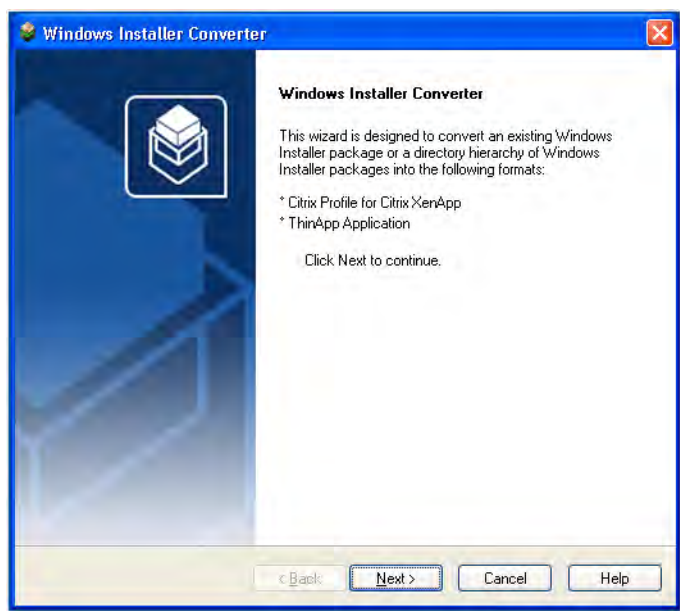 Windows Installer Converter
Windows Installer Converter
This wizard is designed to convert an existing Windows
Installer package or a directory hierarchy of Windows
Installer packages into the following formats:
* Citrix Profile for Citrix XenApp
* ThinApp Application
Click Next to continue.
< Back
Next >
Cancel
Help